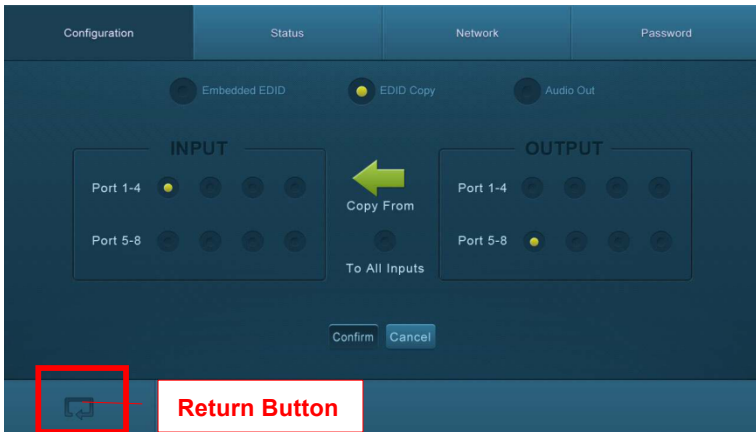 Configuration Status Network Password
Embedded EDID EDID Copy Audio Out
INPUT OUTPUT
Port 1-4 Port 1-4
Copy From
Port 5-8 Port 5-8
To All Inputs
Confirm Cancel
Return Button